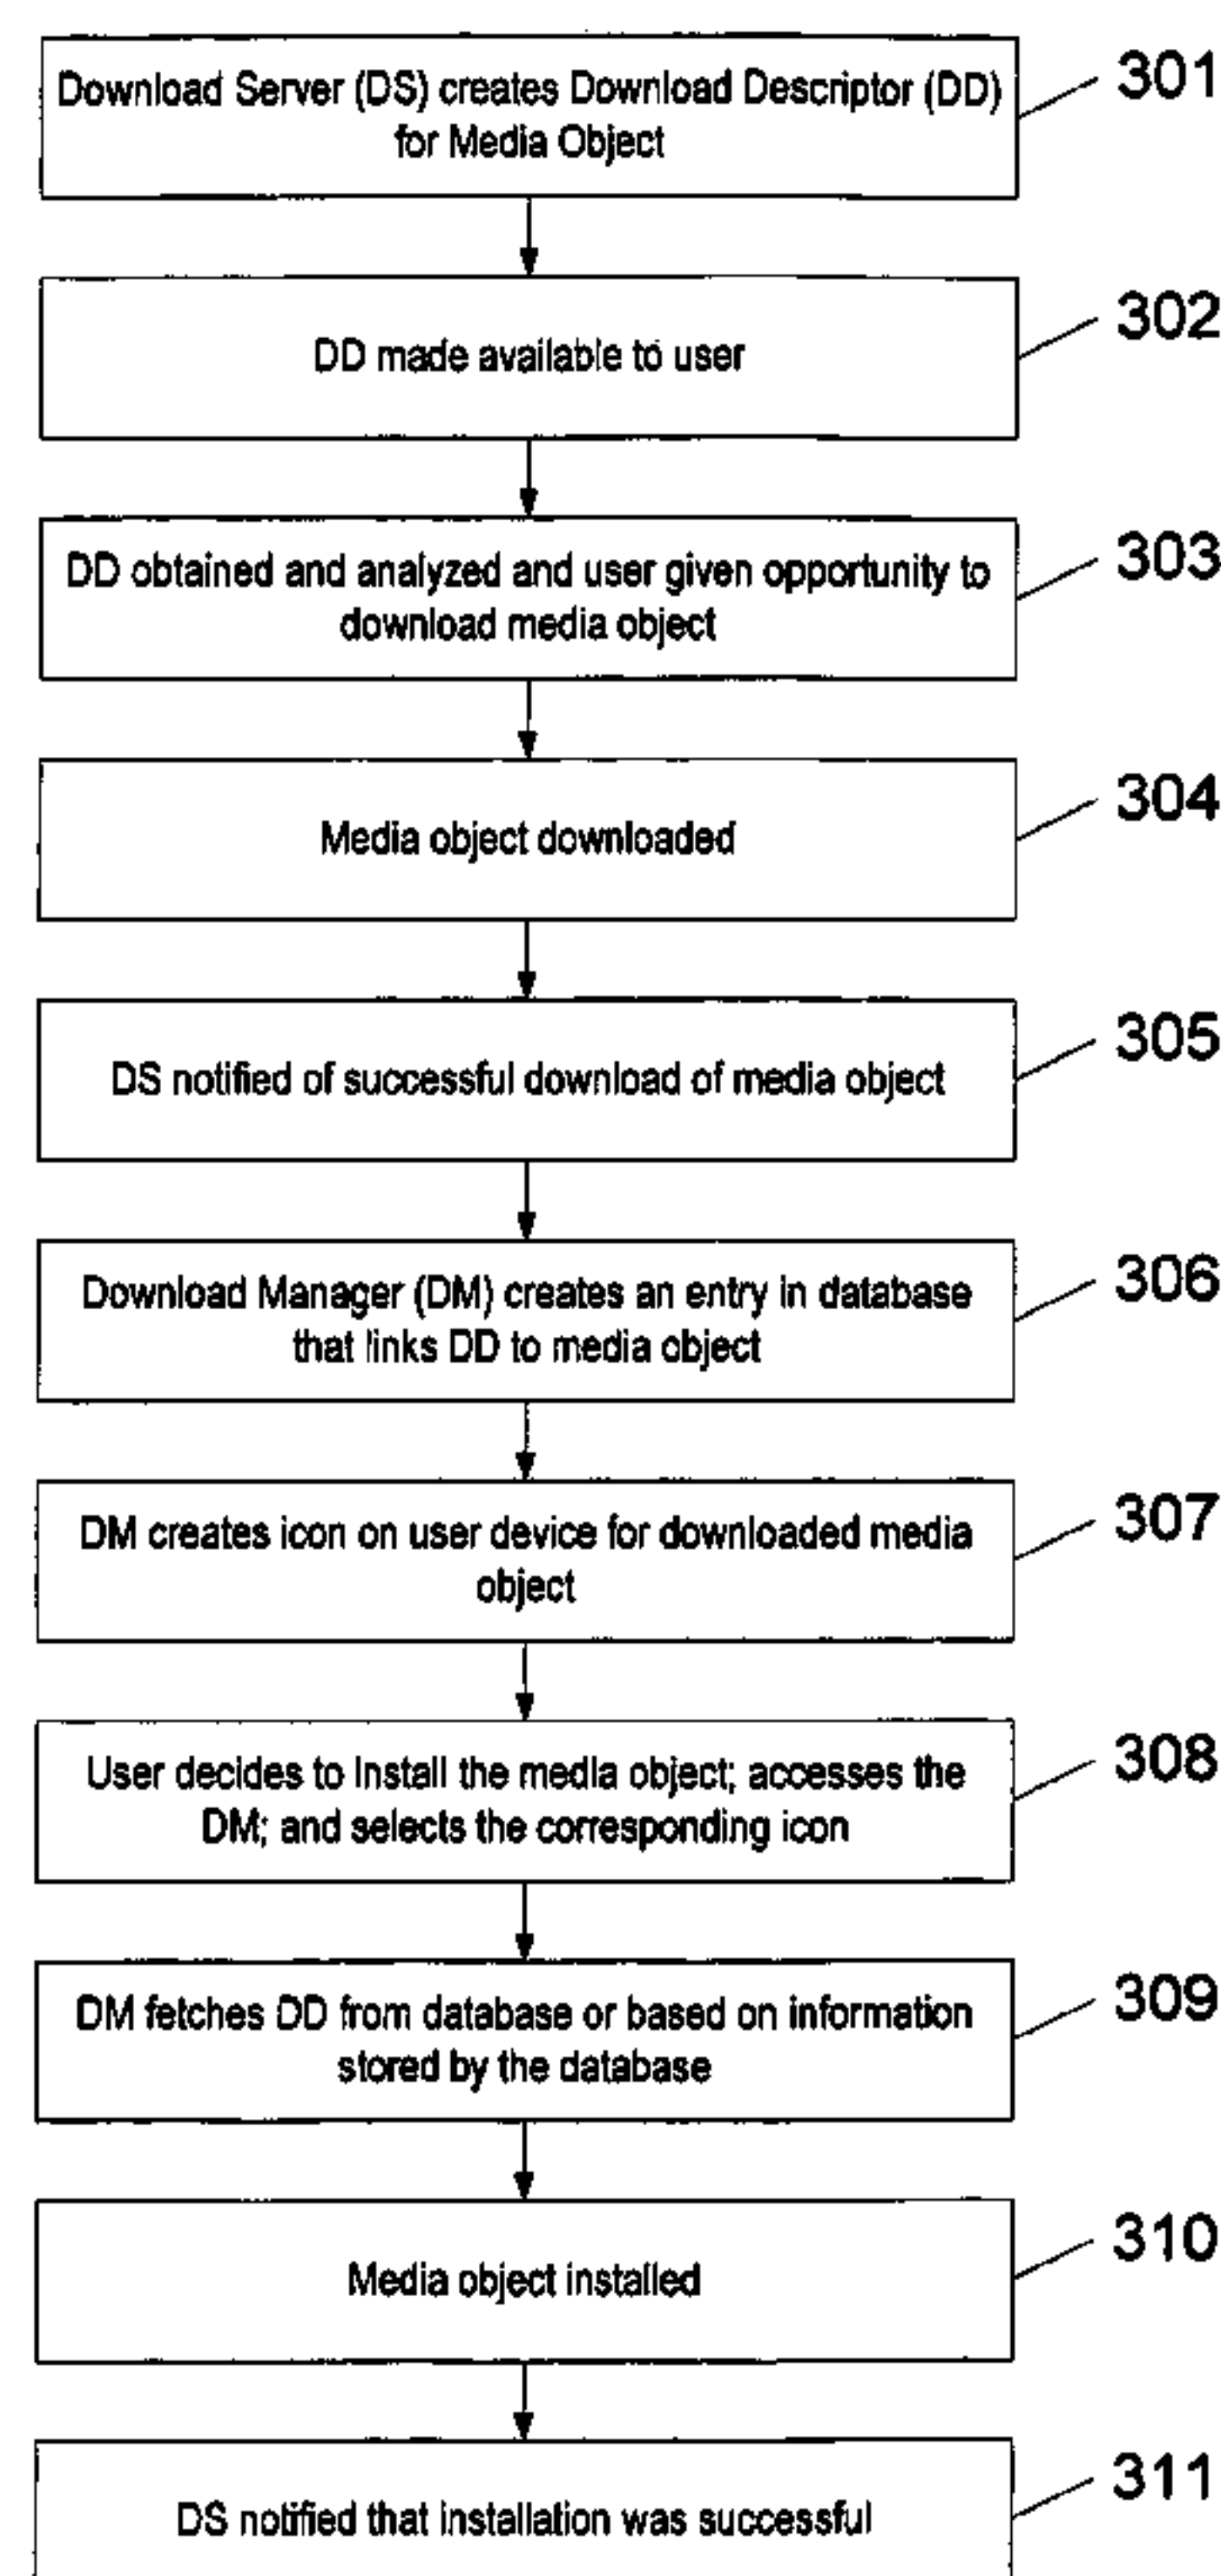 Download Server (DS) creates Download Descriptor (DD)
for Media Object
301
DD made available to user
302
DD obtained and analyzed and user given opportunity to
download media object
303
Media object downloaded
304
DS notified of successful download of media object
305
Download Manager (DM) creates an entry in database
that links DD to media object
306
DM creates icon on user device for downloaded media
object
307
User decides to install the media object; accesses the
DM; and selects the corresponding icon
308
DM fetches DD from database or based on information
stored by the database
309
Media object installed
310
DS notified that installation was successful
311